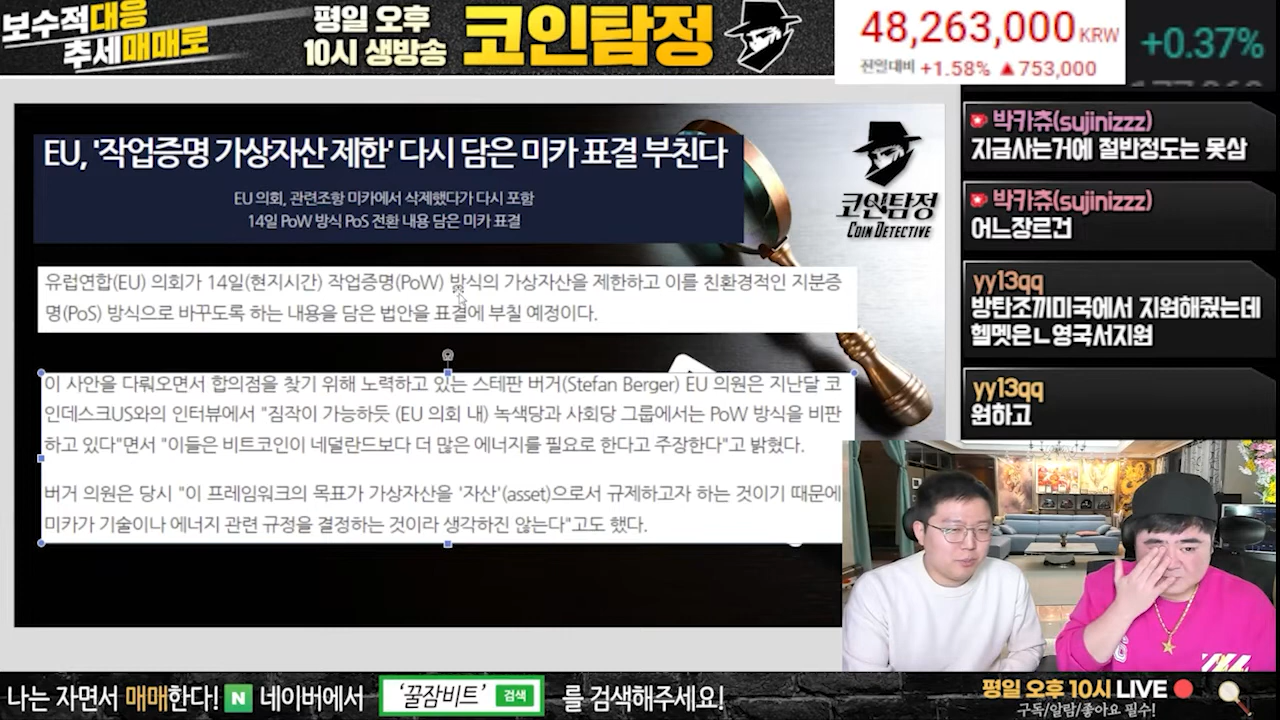 보수적대응
추세매매로
평일 오후
10시 생방송
코인탐정
48,263,000 KRW
전일대비 +1.58% ▲753,000
+0.37%
EU, '작업증명 가상자산 제한' 다시 담은 미카 표결 부친다
EU 의회, 관련조항 미카에서 삭제했다가 다시 포함
14일 PoW 방식 PoS 전환 내용 담은 미카 표결
코인탐정
COIN DETECTIVE
유럽연합(EU) 의회가 14일(현지시간) 작업증명(PoW) 방식의 가상자산을 제한하고 이를 친환경적인 지분증
명(PoS) 방식으로 바꾸도록 하는 내용을 담은 법안을 표결에 부칠 예정이다.
이 사안을 다뤄오면서 합의점을 찾기 위해 노력하고 있는 스테판 버거(Stefan Berger) EU 의원은 지난달 코
인데스크US와의 인터뷰에서 "짐작이 가능하듯 (EU 의회 내) 녹색당과 사회당 그룹에서는 PoW 방식을 비판
하고 있다"면서 "이들은 비트코인이 네덜란드보다 더 많은 에너지를 필요로 한다고 주장한다"고 밝혔다.
버거 의원은 당시 "이 프레임워크의 목표가 가상자산을 '자산'(asset)으로서 규제하고자 하는 것이기 때문에
미카가 기술이나 에너지 관련 규정을 결정하는 것이라 생각하진 않는다"고도 했다.
박카츄(sujinizzz)
지금사는거에 절반정도는 못삼
박카츄(sujinizzz)
어느장르건
yy13qq
방탄조끼미국에서 지원해줬는데
헬멧은ㄴ영국서지원
yy13qq
원하고
나는 자면서 매매한다! N 네이버에서 '꿀잠비트' 검색 를 검색해주세요!
평일 오후 10시 LIVE
구독/알람/좋아요 필수!